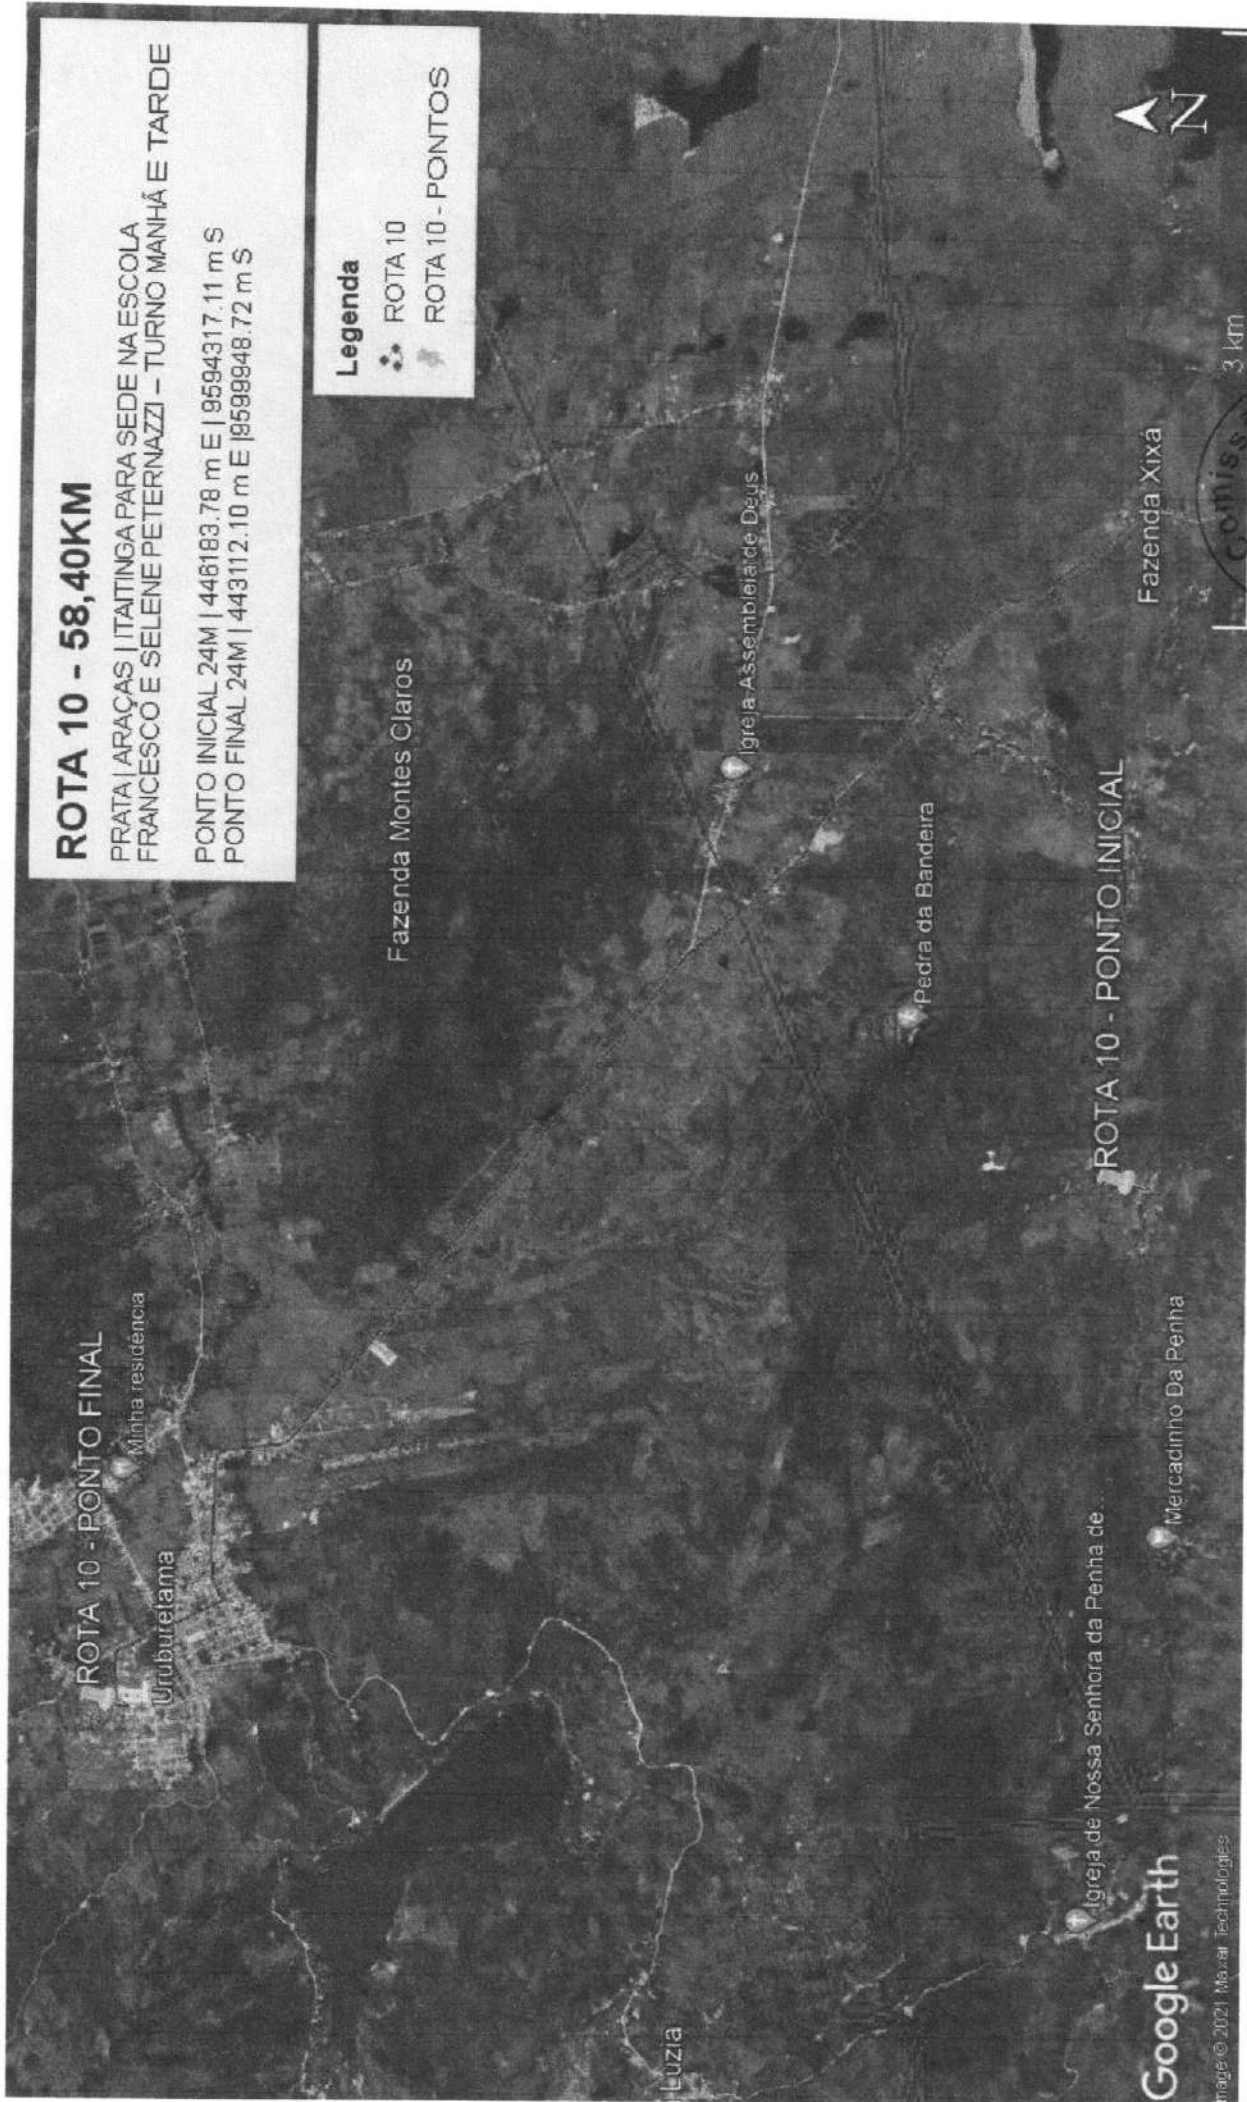 ROTA 10 - 58,40KM
PRATA | ARAÇAS | ITAITINGA PARA SEDE NA ESCOLA
FRANCESCO E SELENE PETERNAZZI – TURNO MANHÃ E TARDE
PONTO INICIAL 24M | 446183.78 m E | 9594317.11 m S
PONTO FINAL 24M | 443112.10 m E |9599948.72 m S
Legenda
ROTA 10
ROTA 10 - PONTOS
ROTA 10 - PONTO FINAL
Minha residência
Uruburetama
Fazenda Montes Claros
Igreja Assembleia de Deus
Pedra da Bandeira
Luzia
ROTA 10 - PONTO INICIAL
Fazenda Xixá
Igreja de Nossa Senhora da Penha de...
Mercadinho Da Penha
Google Earth
mage © 2021 Maxar Technologies
N
3 km
Comiss